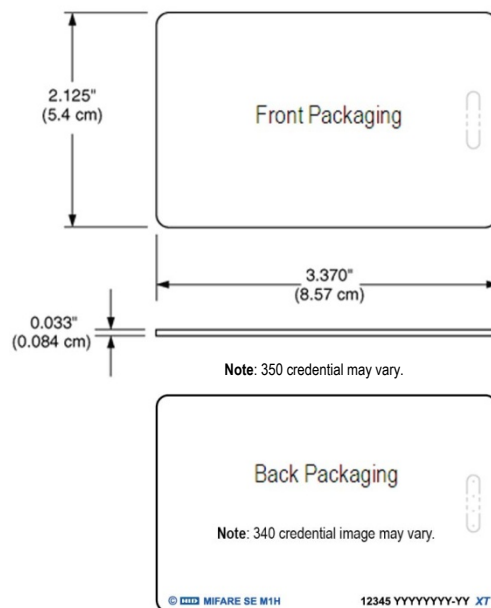 2.125"
(5.4 cm)
Front Packaging
3.370"
(8.57 cm)
0.033"
(0.084 cm)
Note: 350 credential may vary.
Back Packaging
Note: 340 credential image may vary.
© HID MIFARE SE M1H 12345 YYYYYYYY-YY XT